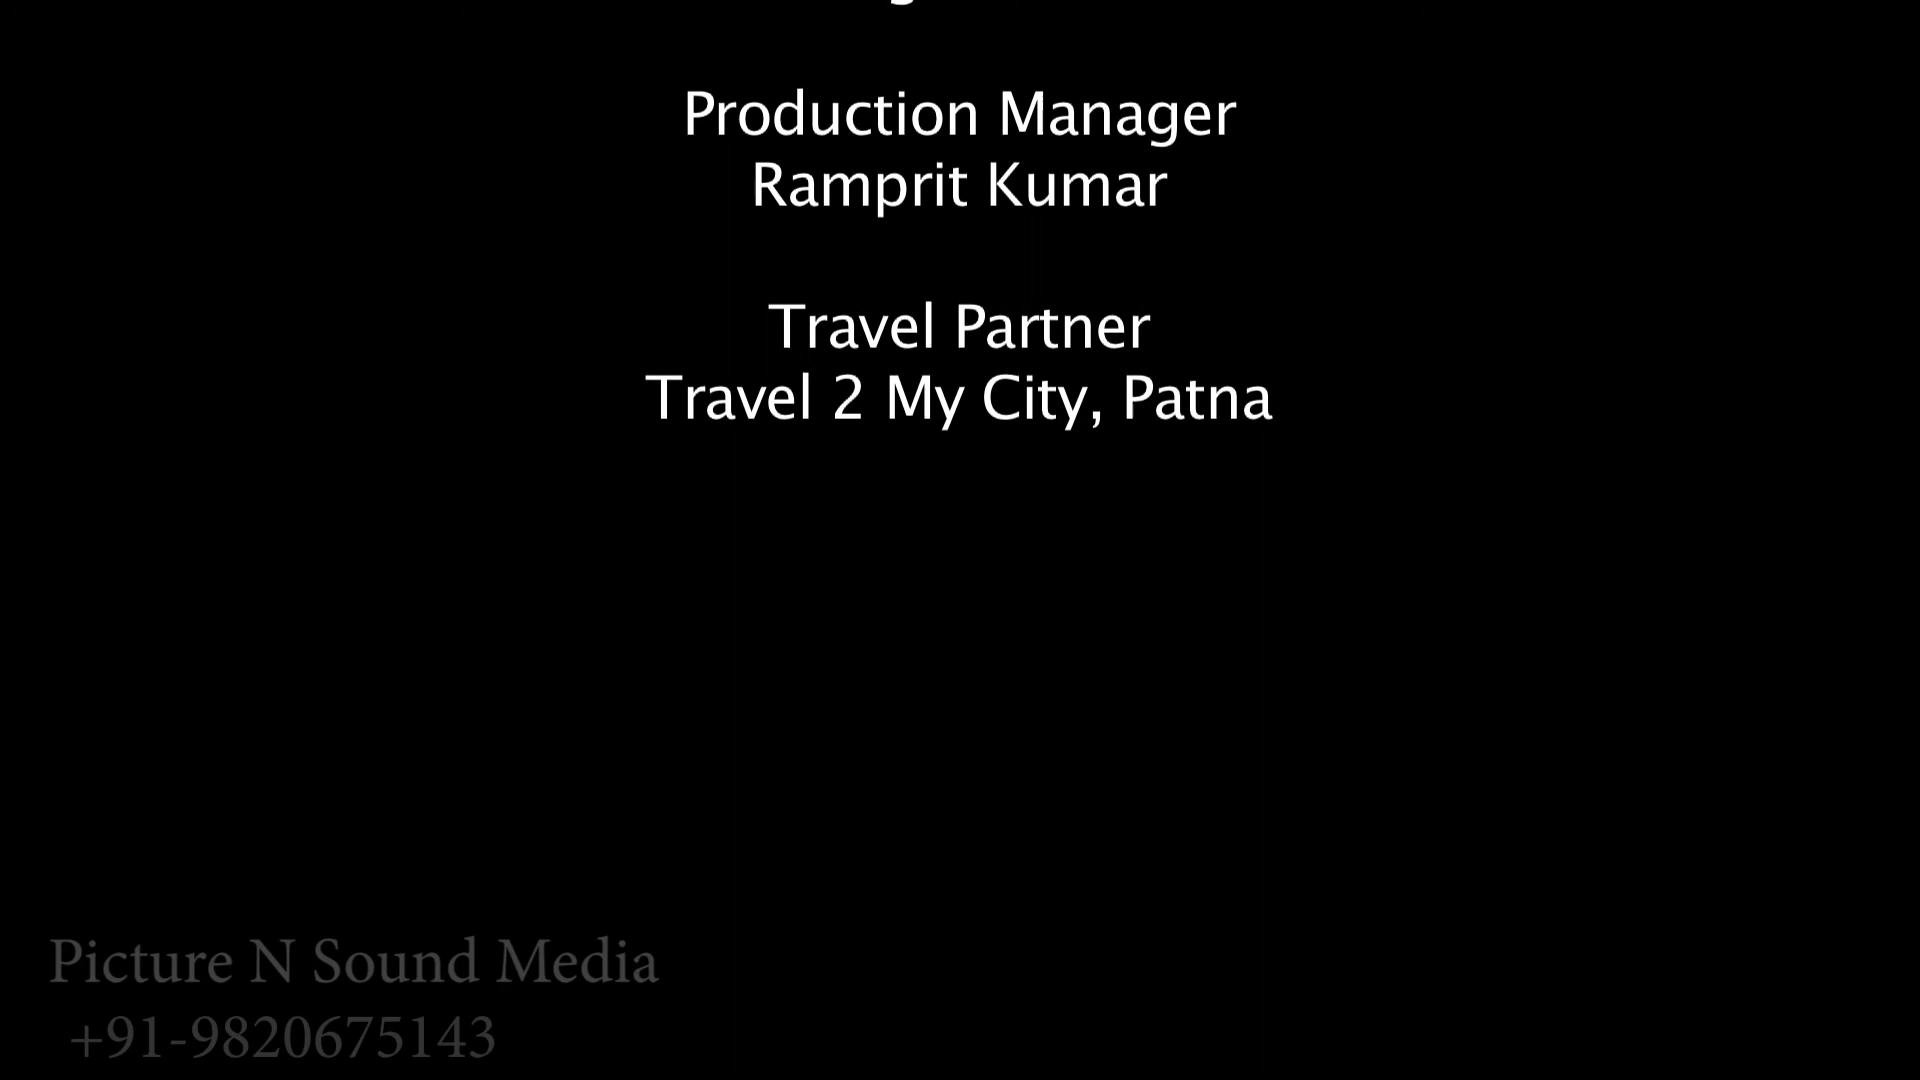 Production Manager
Ramprit Kumar
Travel Partner
Travel 2 My City, Patna
Picture N Sound Media
+91-9820675143